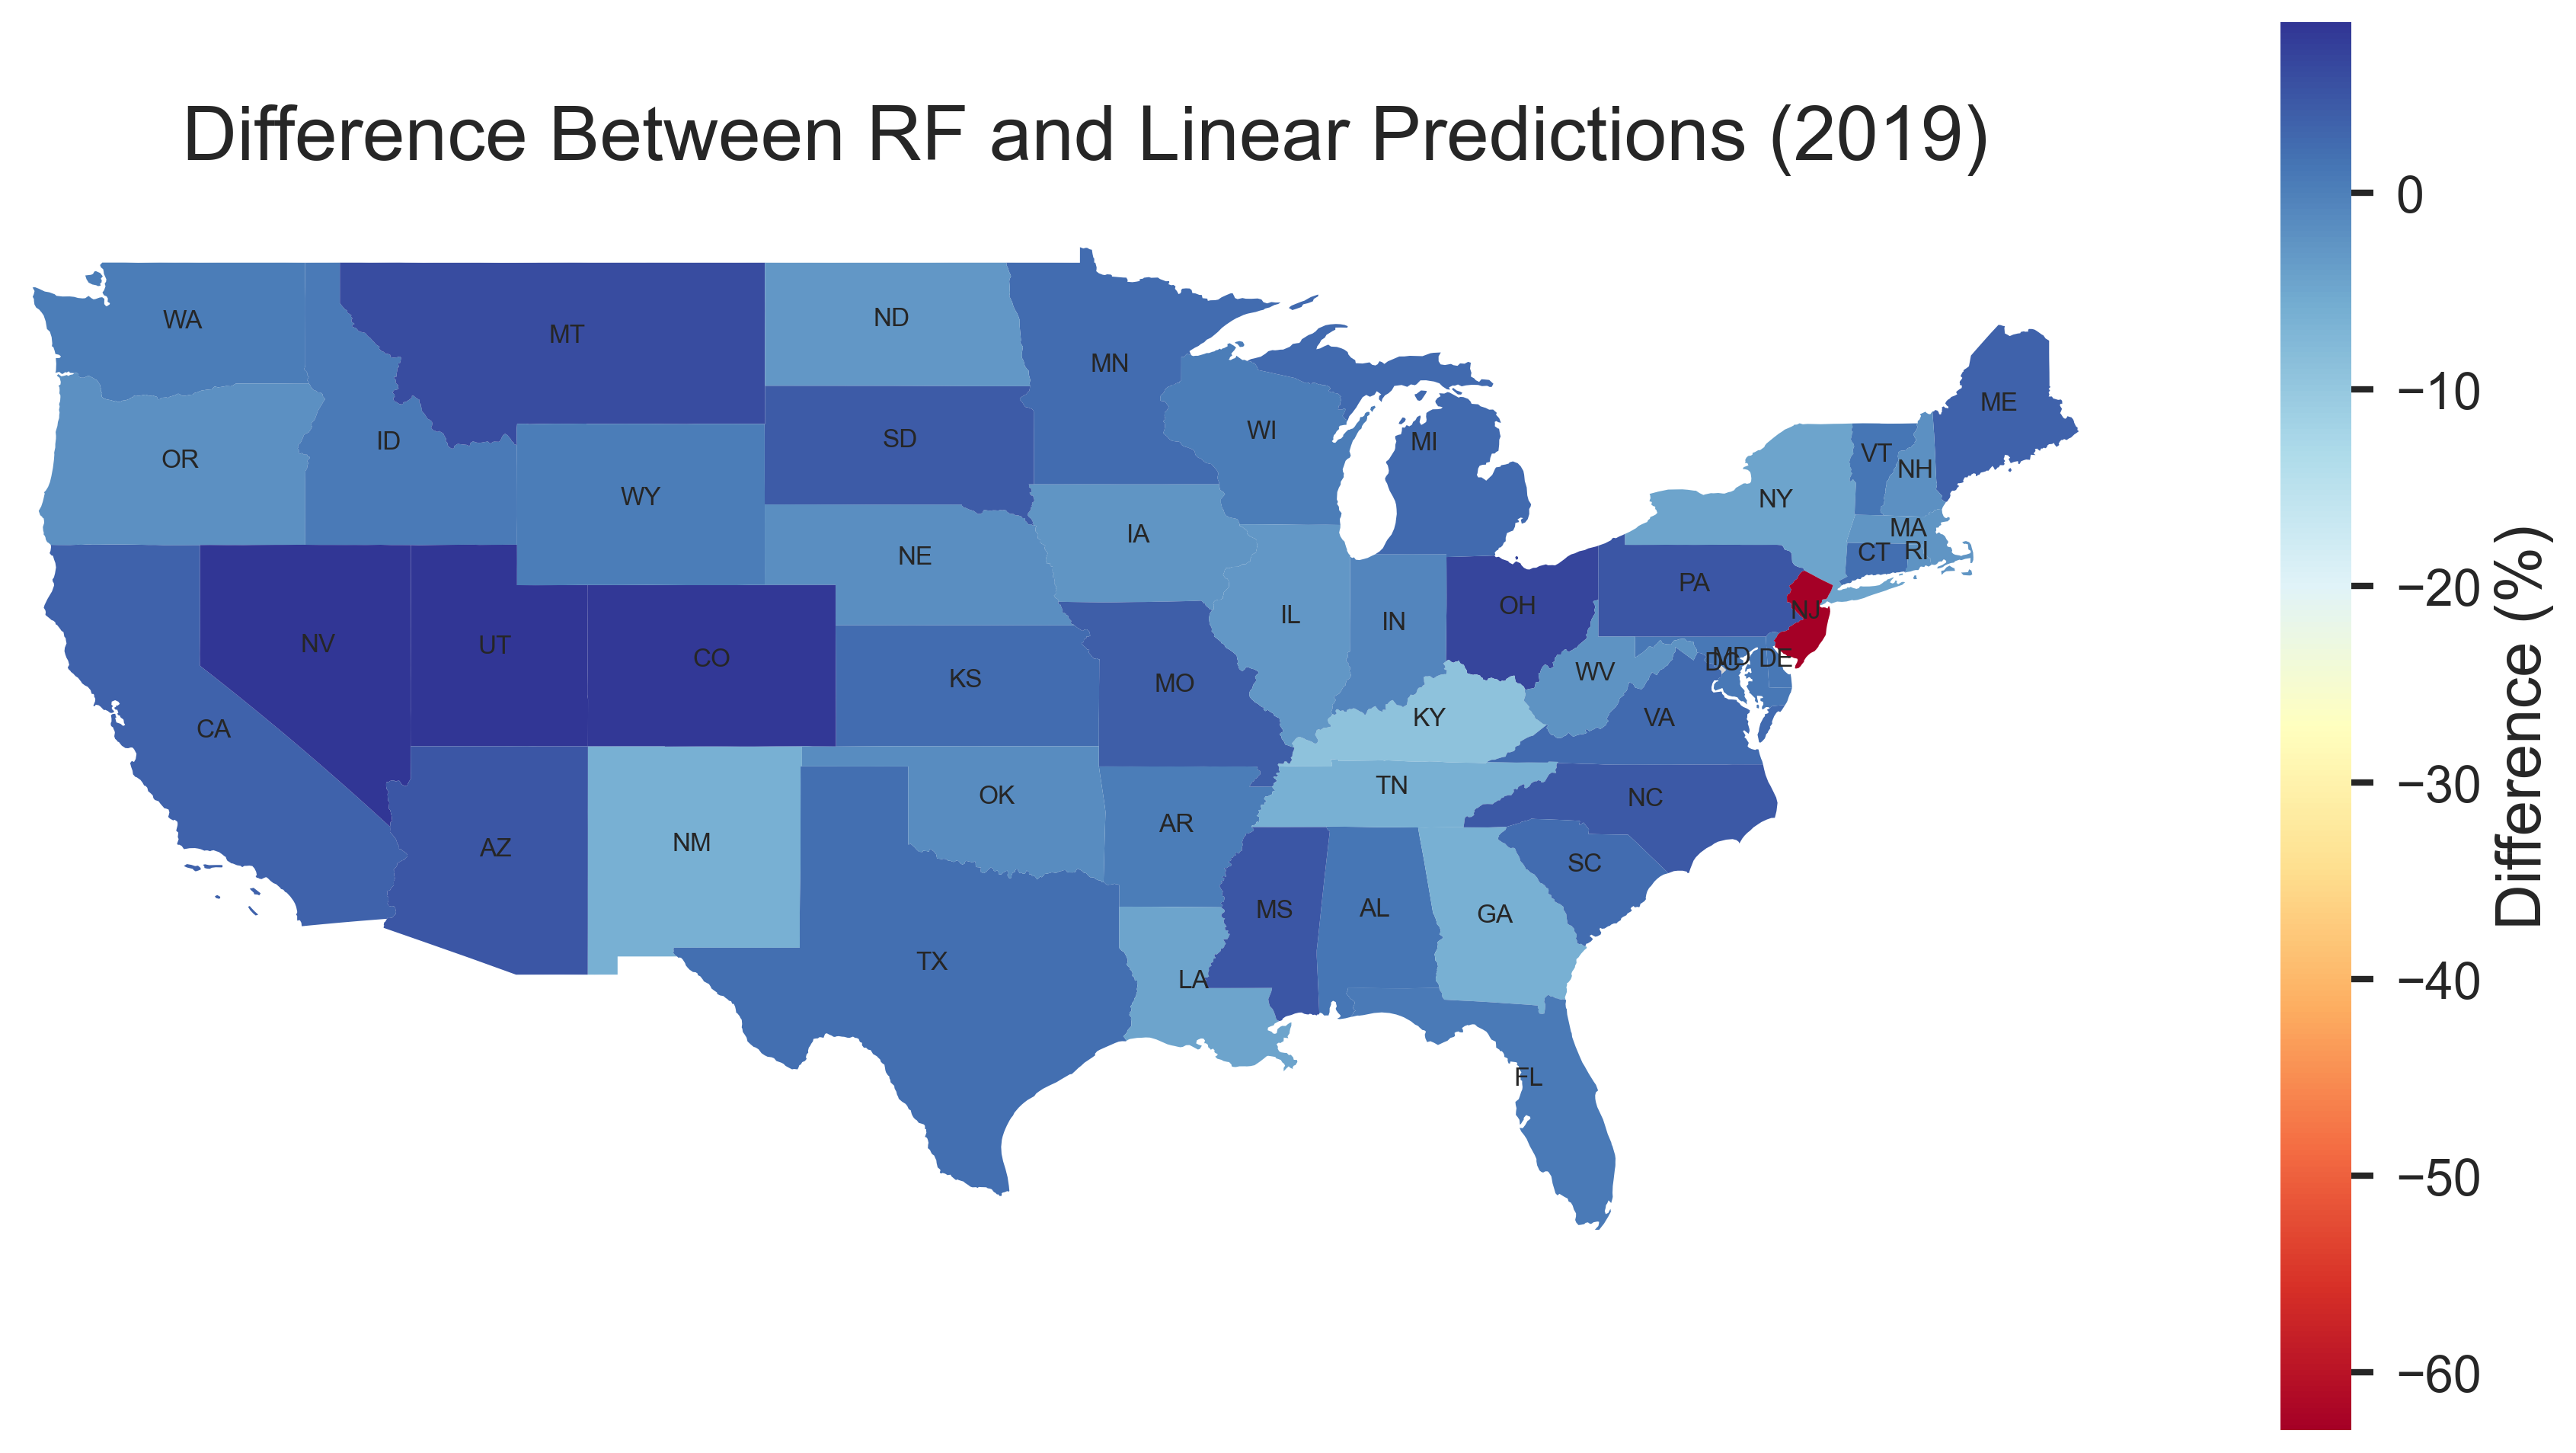 Difference Between RF and Linear Predictions (2019)
WA
MT
ND
MN
ME
ID
SD
WI
MI
VT
OR
NH
WY
NY
IA
MA
NE
CT
RI
PA
OH
IL
IN
NV
UT
CO
MD
DC
DE
NJ
KS
MO
WV
KY
VA
CA
TN
OK
NC
AR
NM
AZ
SC
MS
AL
GA
TX
LA
FL
0
−10
−20
−30
−40
−50
−60
Difference (%)